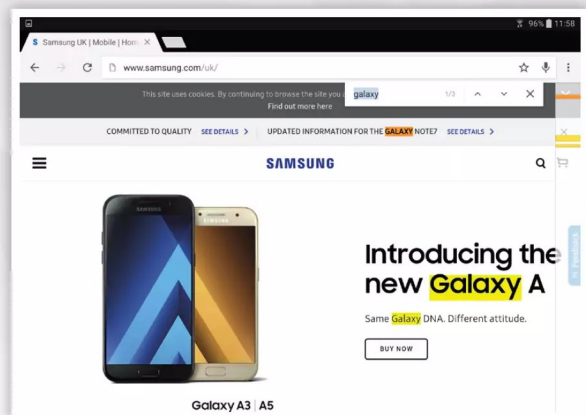 96% 11:58
S Samsung UK | Mobile | Hom
www.samsung.com/uk/
This site uses cookies. By continuing to browse the site you
galaxy 1/3
Find out more here
COMMITTED TO QUALITY SEE DETAILS > UPDATED INFORMATION FOR THE GALAXY NOTE7 SEE DETAILS >
SAMSUNG
SAMSUNG
SAMSUNG
Introducing the
new Galaxy A
Same Galaxy DNA. Different attitude.
BUY NOW
Feedback
Galaxy A3 | A5